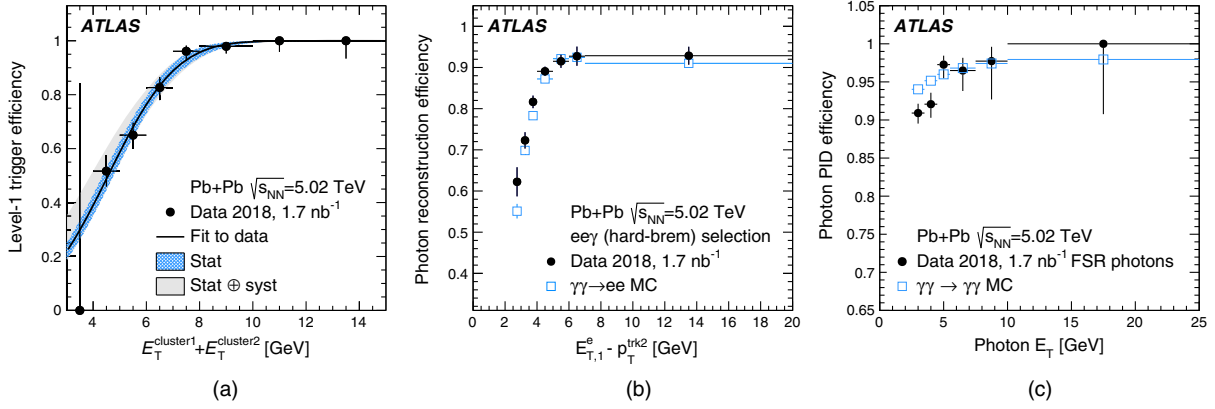 ATLAS
Level-1 trigger efficiency
1
0.8
0.6
0.4
0.2
0
Pb+Pb √sNN=5.02 TeV
Data 2018, 1.7 nb⁻¹
Fit to data
Stat
Stat ⊕ syst
4 6 8 10 12 14
E_T^cluster1+E_T^cluster2 [GeV]
(a)
ATLAS
Photon reconstruction efficiency
1
0.9
0.8
0.7
0.6
0.5
0.4
Pb+Pb √sNN=5.02 TeV
eeγ (hard-brem) selection
Data 2018, 1.7 nb⁻¹
γγ→ee MC
0 2 4 6 8 10 12 14 16 18 20
E_T,1^e - p_T^trk2 [GeV]
(b)
ATLAS
Photon PID efficiency
1.05
1
0.95
0.9
0.85
0.8
0.75
0.7
0.65
Pb+Pb √sNN=5.02 TeV
Data 2018, 1.7 nb⁻¹ FSR photons
γγ → γγ MC
0 5 10 15 20 25
Photon E_T [GeV]
(c)